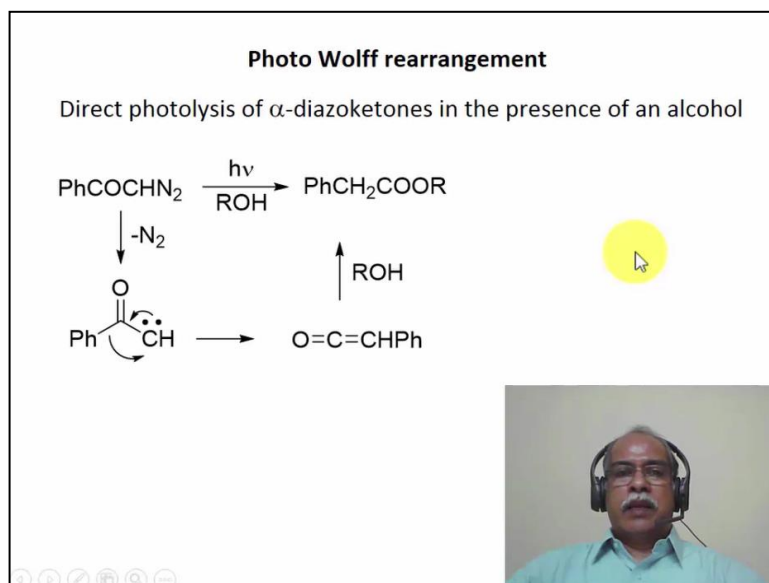 Photo Wolff rearrangement
Direct photolysis of α-diazoketones in the presence of an alcohol
PhCOCHN₂
hν
ROH
PhCH₂COOR
-N₂
ROH
O
Ph
CH
O=C=CHPh